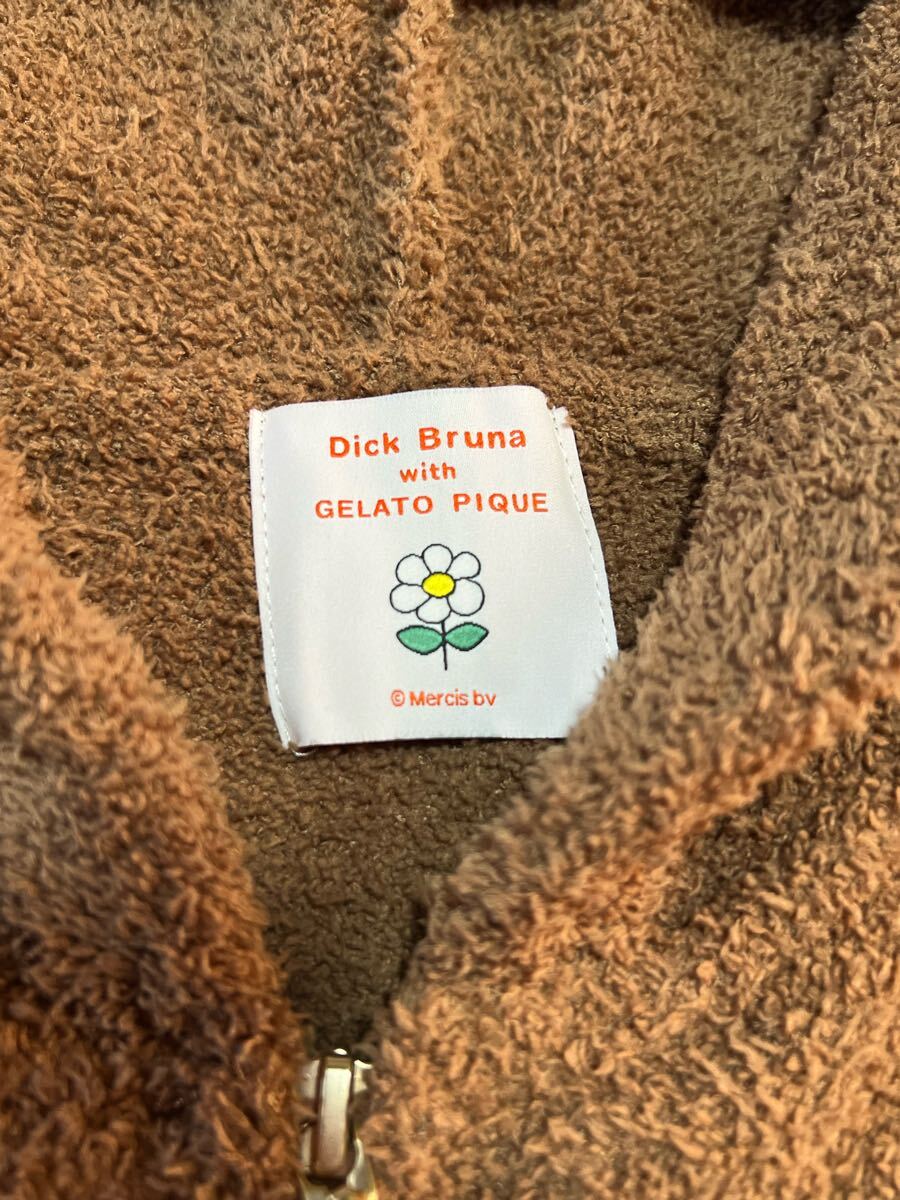 Dick Bruna
with
GELATO PIQUE
© Mercis bv